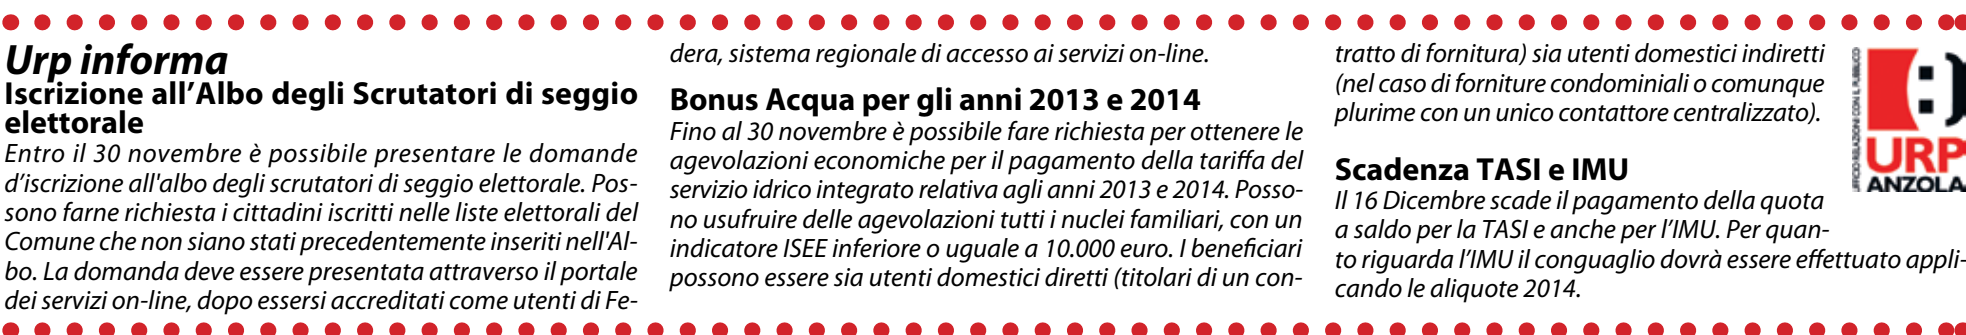 Urp informa
Iscrizione all’Albo degli Scrutatori di seggio
elettorale
Entro il 30 novembre è possibile presentare le domande
d’iscrizione all'albo degli scrutatori di seggio elettorale. Pos-
sono farne richiesta i cittadini iscritti nelle liste elettorali del
Comune che non siano stati precedentemente inseriti nell'Al-
bo. La domanda deve essere presentata attraverso il portale
dei servizi on-line, dopo essersi accreditati come utenti di Fe-
dera, sistema regionale di accesso ai servizi on-line.
Bonus Acqua per gli anni 2013 e 2014
Fino al 30 novembre è possibile fare richiesta per ottenere le
agevolazioni economiche per il pagamento della tariffa del
servizio idrico integrato relativa agli anni 2013 e 2014. Posso-
no usufruire delle agevolazioni tutti i nuclei familiari, con un
indicatore ISEE inferiore o uguale a 10.000 euro. I beneficiari
possono essere sia utenti domestici diretti (titolari di un con-
tratto di fornitura) sia utenti domestici indiretti
(nel caso di forniture condominiali o comunque
plurime con un unico contattore centralizzato).
Scadenza TASI e IMU
Il 16 Dicembre scade il pagamento della quota
a saldo per la TASI e anche per l’IMU. Per quan-
to riguarda l’IMU il conguaglio dovrà essere effettuato appli-
cando le aliquote 2014.
UFFICIO RELAZIONI CON IL PUBBLICO
URP
ANZOLA